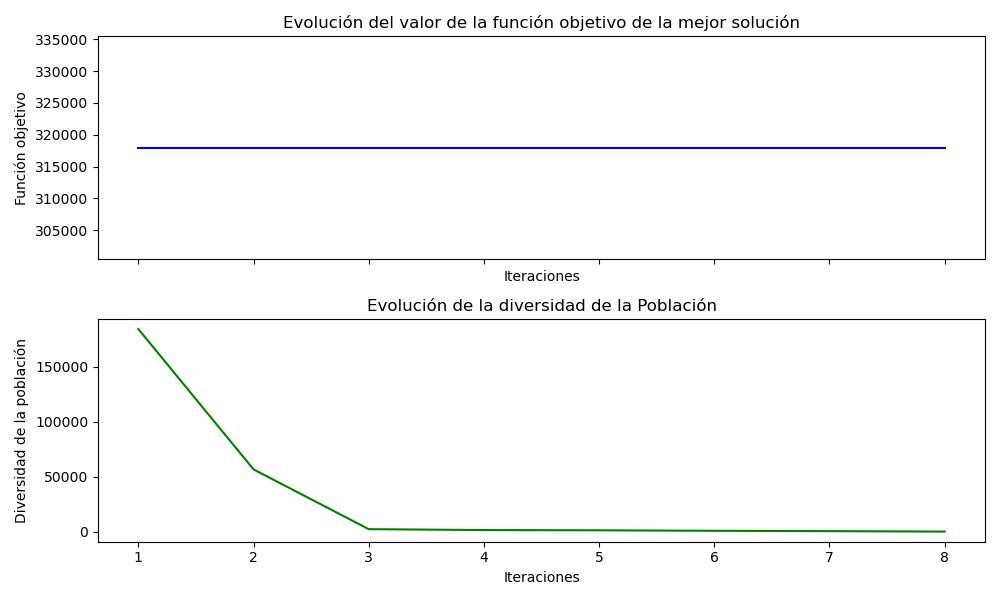 Evolución del valor de la función objetivo de la mejor solución
Función objetivo
335000
330000
325000
320000
315000
310000
305000
Iteraciones
Evolución de la diversidad de la Población
Diversidad de la población
150000
100000
50000
0
1 2 3 4 5 6 7 8
Iteraciones